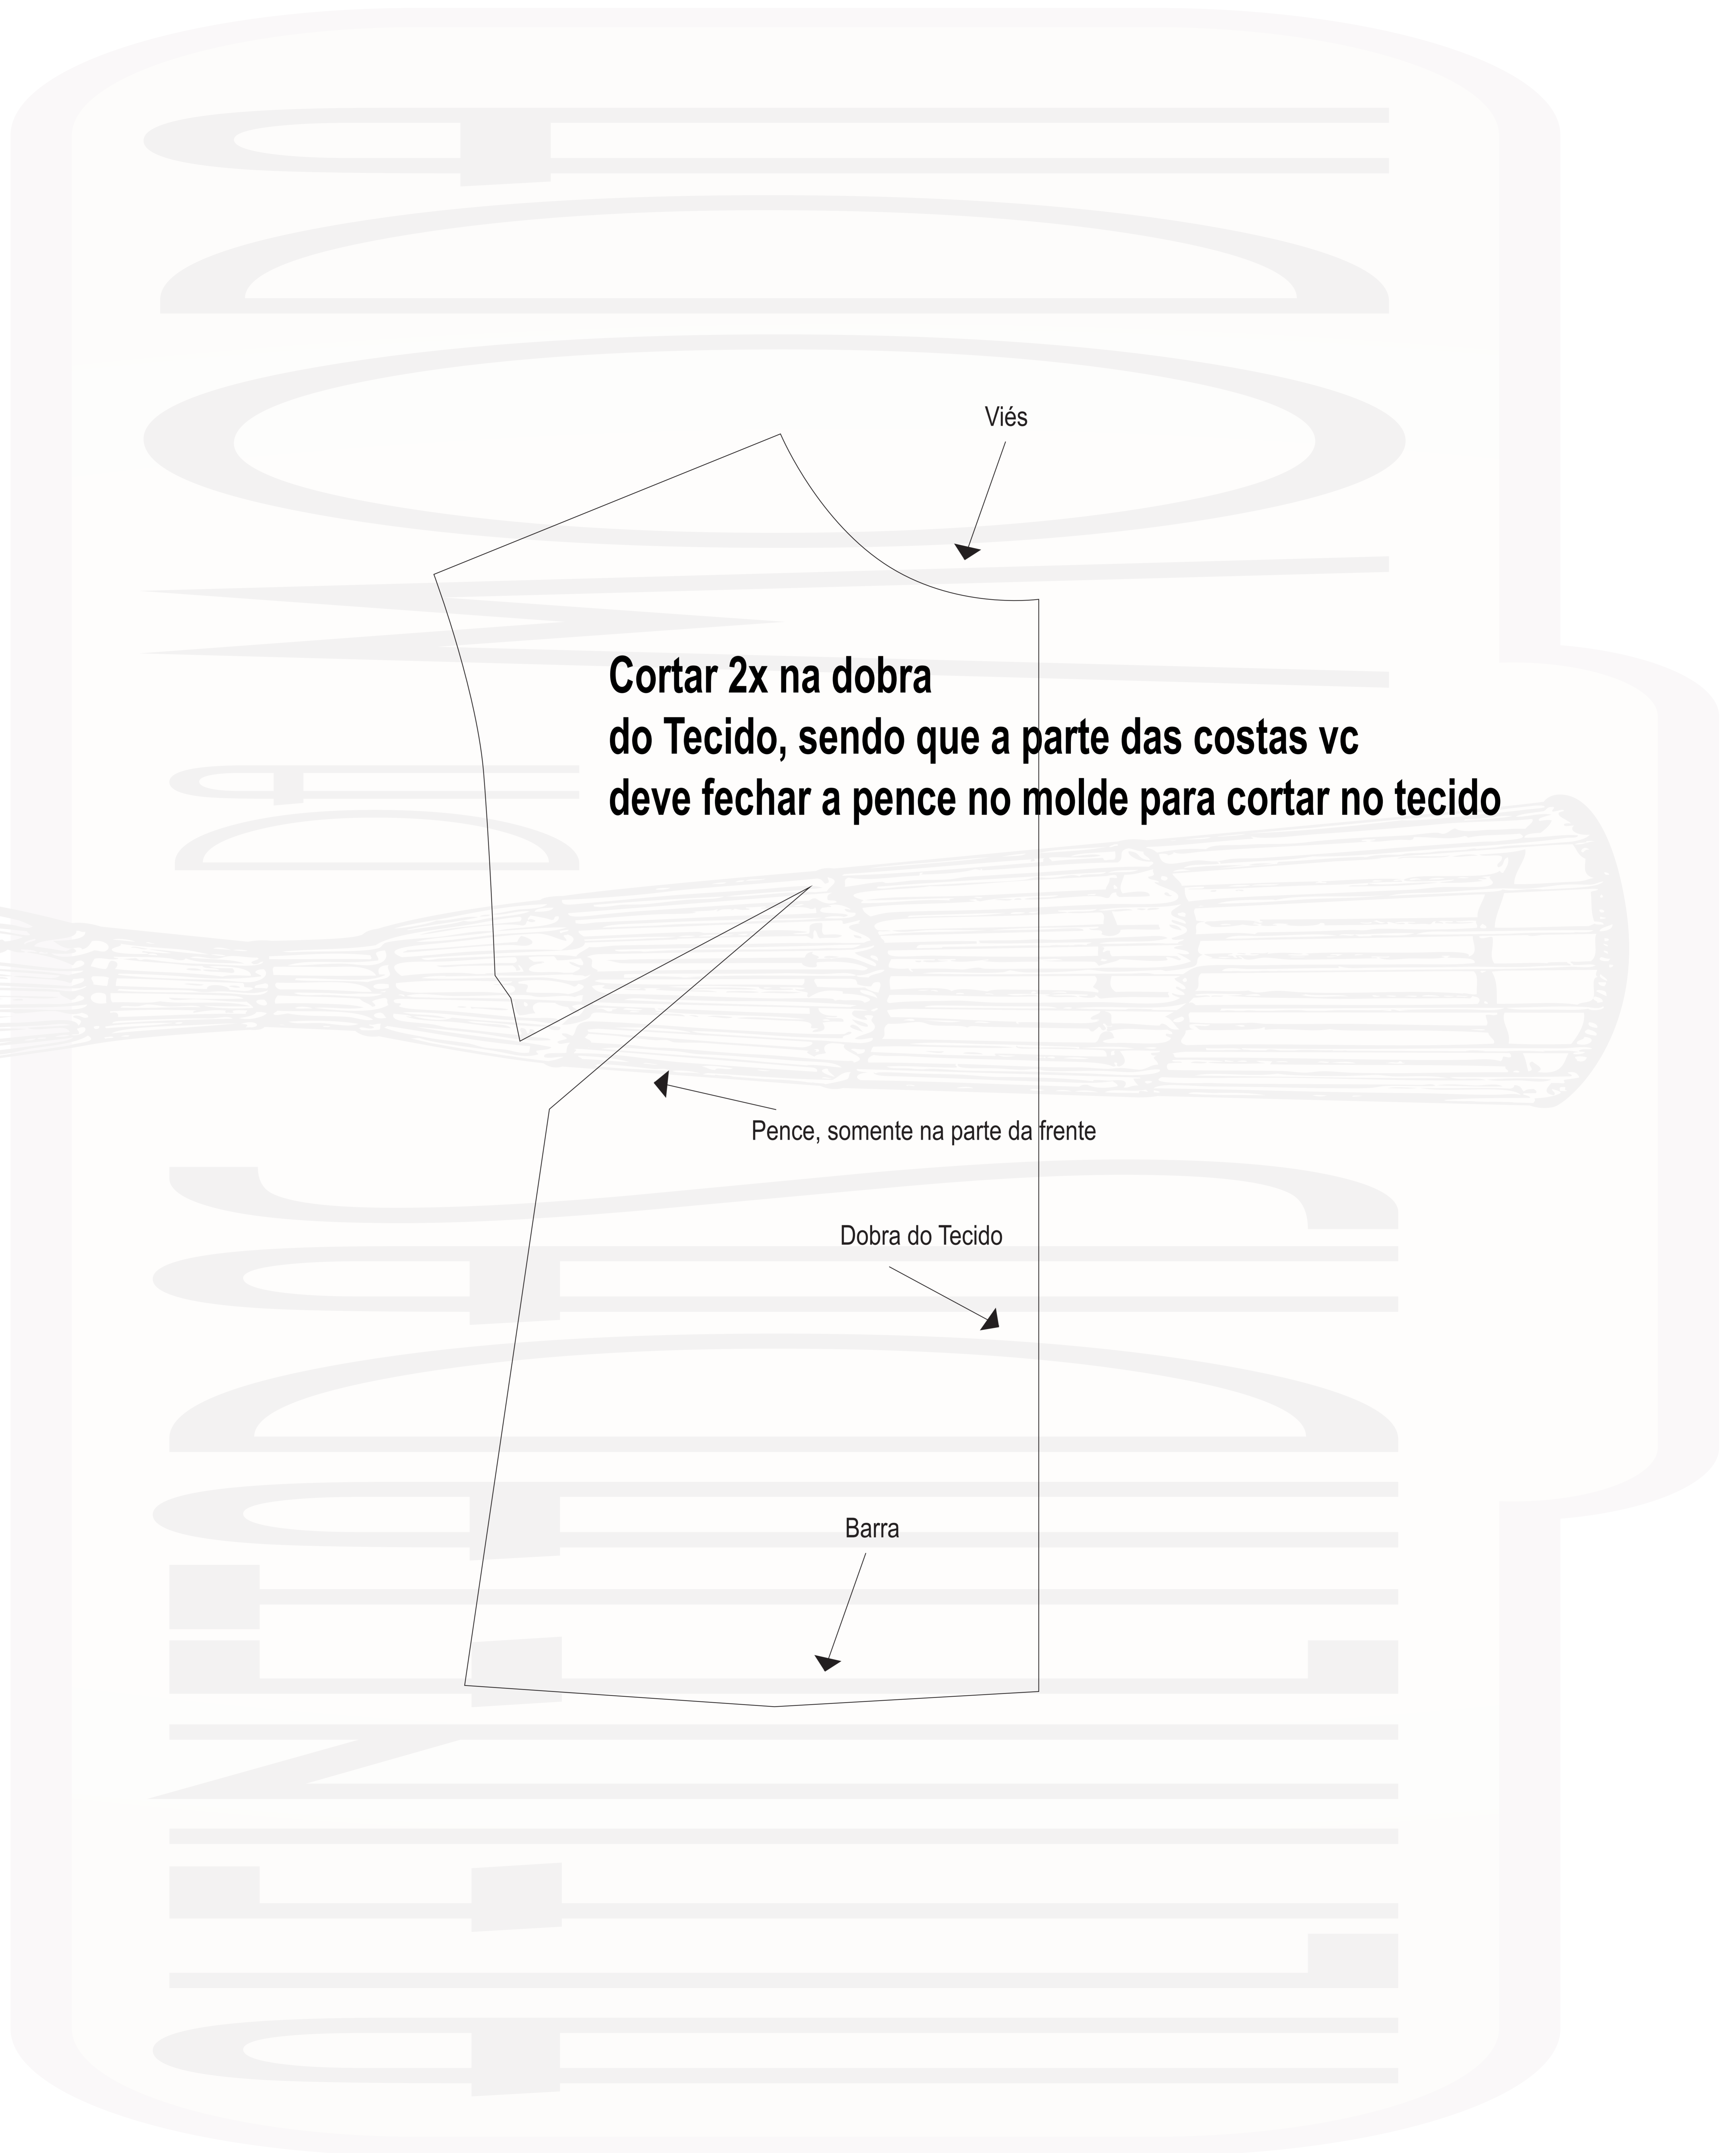 Viés
Cortar 2x na dobra
do Tecido, sendo que a parte das costas vc
deve fechar a pence no molde para cortar no tecido
Pence, somente na parte da frente
Dobra do Tecido
Barra